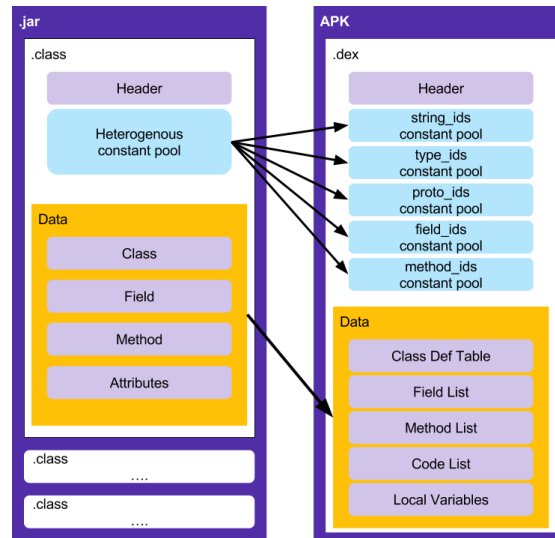 .jar
.class
Header
Heterogenous
constant pool
Data
Class
Field
Method
Attributes
.class
....
.class
....
APK
.dex
Header
string_ids
constant pool
type_ids
constant pool
proto_ids
constant pool
field_ids
constant pool
method_ids
constant pool
Data
Class Def Table
Field List
Method List
Code List
Local Variables